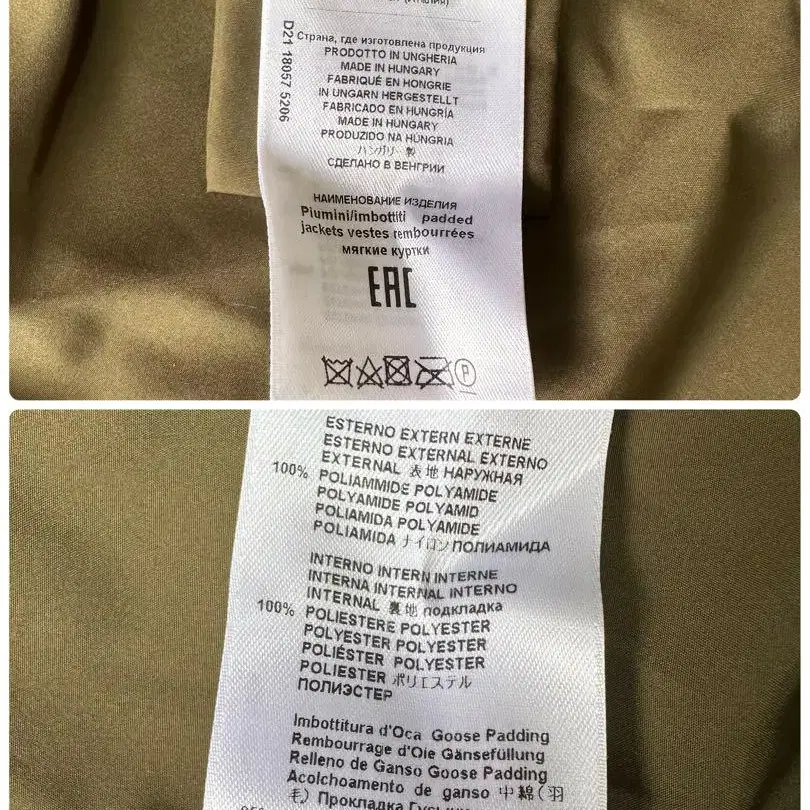 (Италия)
D21 18057 5206
Страна, где изготовлена продукция
PRODOTTO IN UNGHERIA
MADE IN HUNGARY
FABRIQUÉ EN HONGRIE
IN UNGARN HERGESTELLT
FABRICADO EN HUNGRÍA
MADE IN HUNGARY
PRODUZIDO NA HUNGRIA
ハンガリー製
СДЕЛАНО В ВЕНГРИИ
НАИМЕНОВАНИЕ ИЗДЕЛИЯ
Piumini/imbottiti padded
jackets vestes rembourrées
мягкие куртки
EAC
P
ESTERNO EXTERN EXTERNE
ESTERNO EXTERNAL EXTERNO
EXTERNAL 表地 НАРУЖНАЯ
100% POLIAMMIDE POLYAMIDE
POLYAMIDE POLYAMID
POLIAMIDA POLYAMIDE
POLIAMIDA ナイロン ПОЛИАМИДА
INTERNO INTERN INTERNE
INTERNA INTERNAL INTERNO
INTERNAL 裏地 подкладка
100% POLIESTERE POLYESTER
POLYESTER POLYESTER
POLIÉSTER POLYESTER
POLIESTER ポリエステル
ПОЛИЭСТЕР
Imbottitura d'Oca Goose Padding
Rembourrage d'Oie Gänsefüllung
Relleno de Ganso Goose Padding
Acolchoamento de ganso 中綿(羽
毛) Прокладка